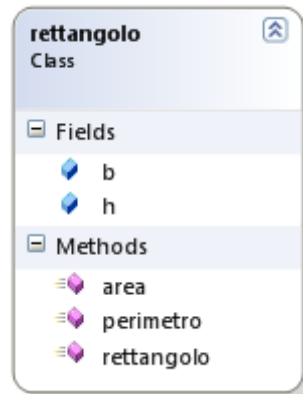 rettangolo
Class
Fields
b
h
Methods
area
perimetro
rettangolo